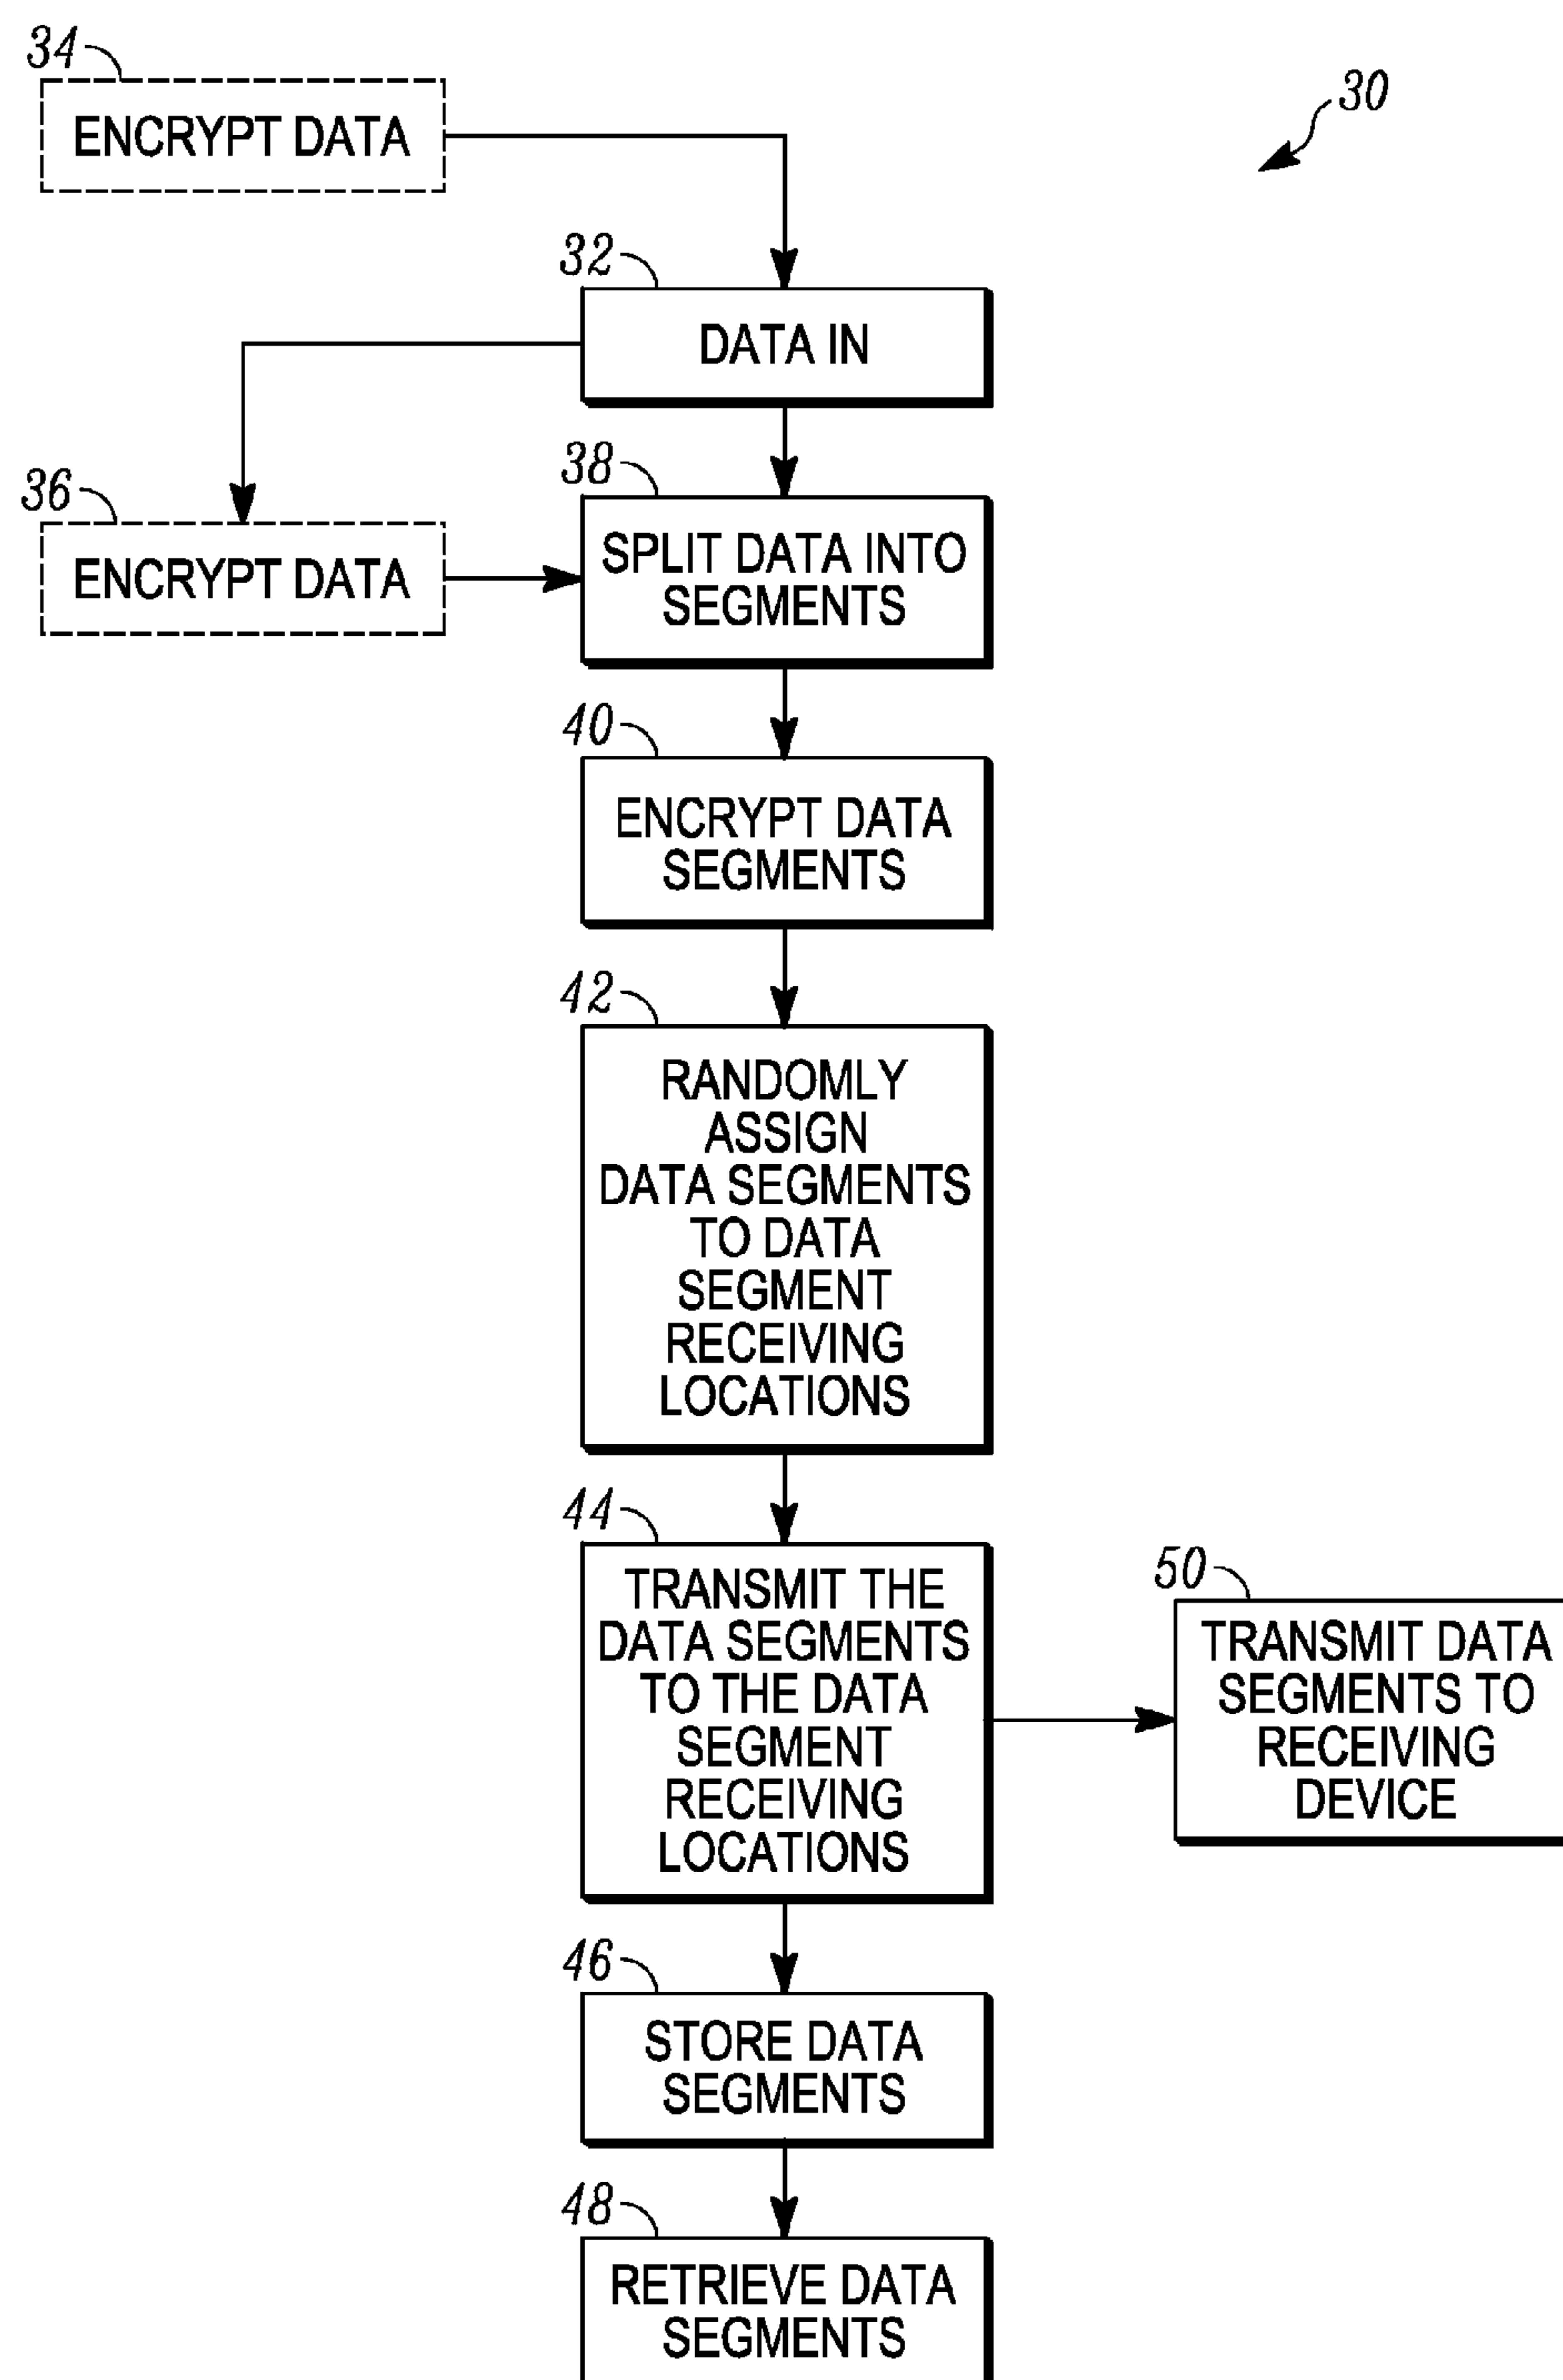 34
ENCRYPT DATA
30
32
DATA IN
36
ENCRYPT DATA
38
SPLIT DATA INTO
SEGMENTS
40
ENCRYPT DATA
SEGMENTS
42
RANDOMLY
ASSIGN
DATA SEGMENTS
TO DATA
SEGMENT
RECEIVING
LOCATIONS
44
TRANSMIT THE
DATA SEGMENTS
TO THE DATA
SEGMENT
RECEIVING
LOCATIONS
50
TRANSMIT DATA
SEGMENTS TO
RECEIVING
DEVICE
46
STORE DATA
SEGMENTS
48
RETRIEVE DATA
SEGMENTS